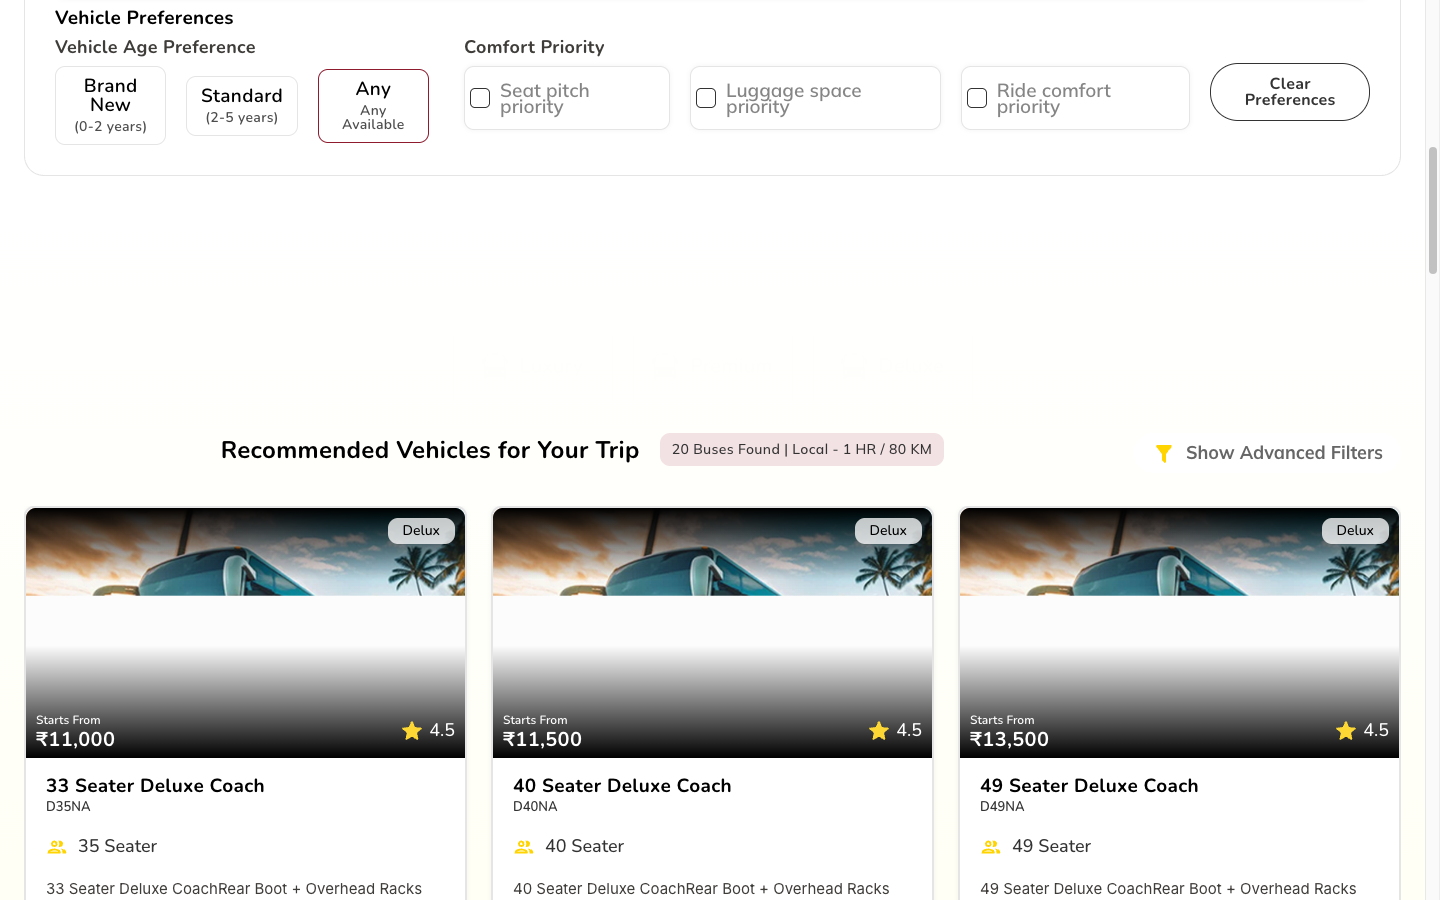 Vehicle Preferences
Vehicle Age Preference
Comfort Priority
Brand
New
(0-2 years)
Standard
(2-5 years)
Any
Any
Available
Seat pitch
priority
Luggage space
priority
Ride comfort
priority
Clear
Preferences
Recommended Vehicles for Your Trip
20 Buses Found | Local - 1 HR / 80 KM
Show Advanced Filters
Delux
Starts From
₹11,000
4.5
33 Seater Deluxe Coach
D35NA
35 Seater
33 Seater Deluxe CoachRear Boot + Overhead Racks
Delux
Starts From
₹11,500
4.5
40 Seater Deluxe Coach
D40NA
40 Seater
40 Seater Deluxe CoachRear Boot + Overhead Racks
Delux
Starts From
₹13,500
4.5
49 Seater Deluxe Coach
D49NA
49 Seater
49 Seater Deluxe CoachRear Boot + Overhead Racks